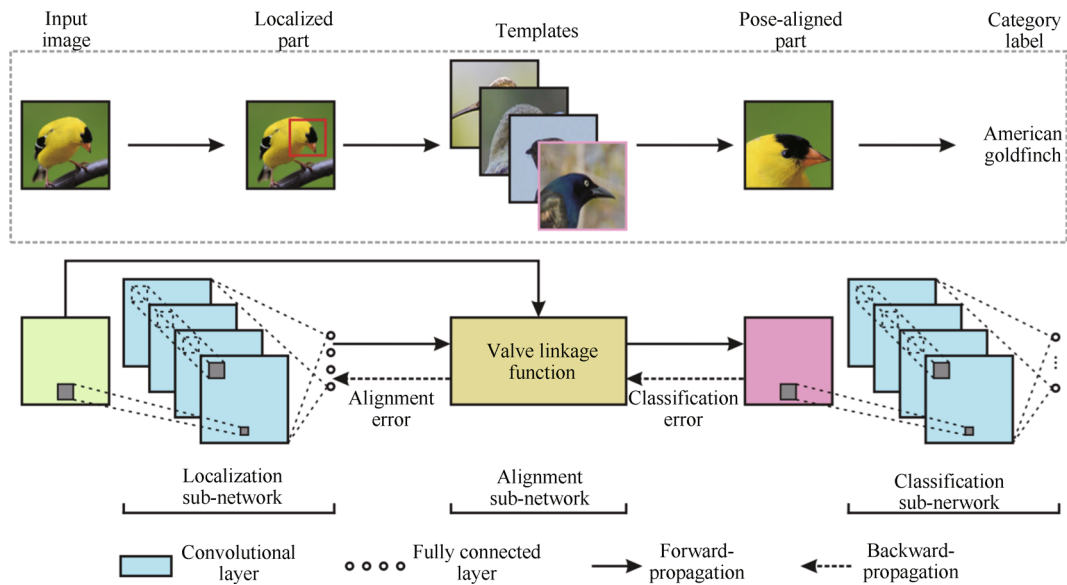 Input
image
Localized
part
Templates
Pose-aligned
part
Category
label
American
goldfinch
Valve linkage
function
Alignment
error
Classification
error
Localization
sub-network
Alignment
sub-network
Classification
sub-nerwork
Convolutional
layer
Fully connected
layer
Forward-
propagation
Backward-
propagation